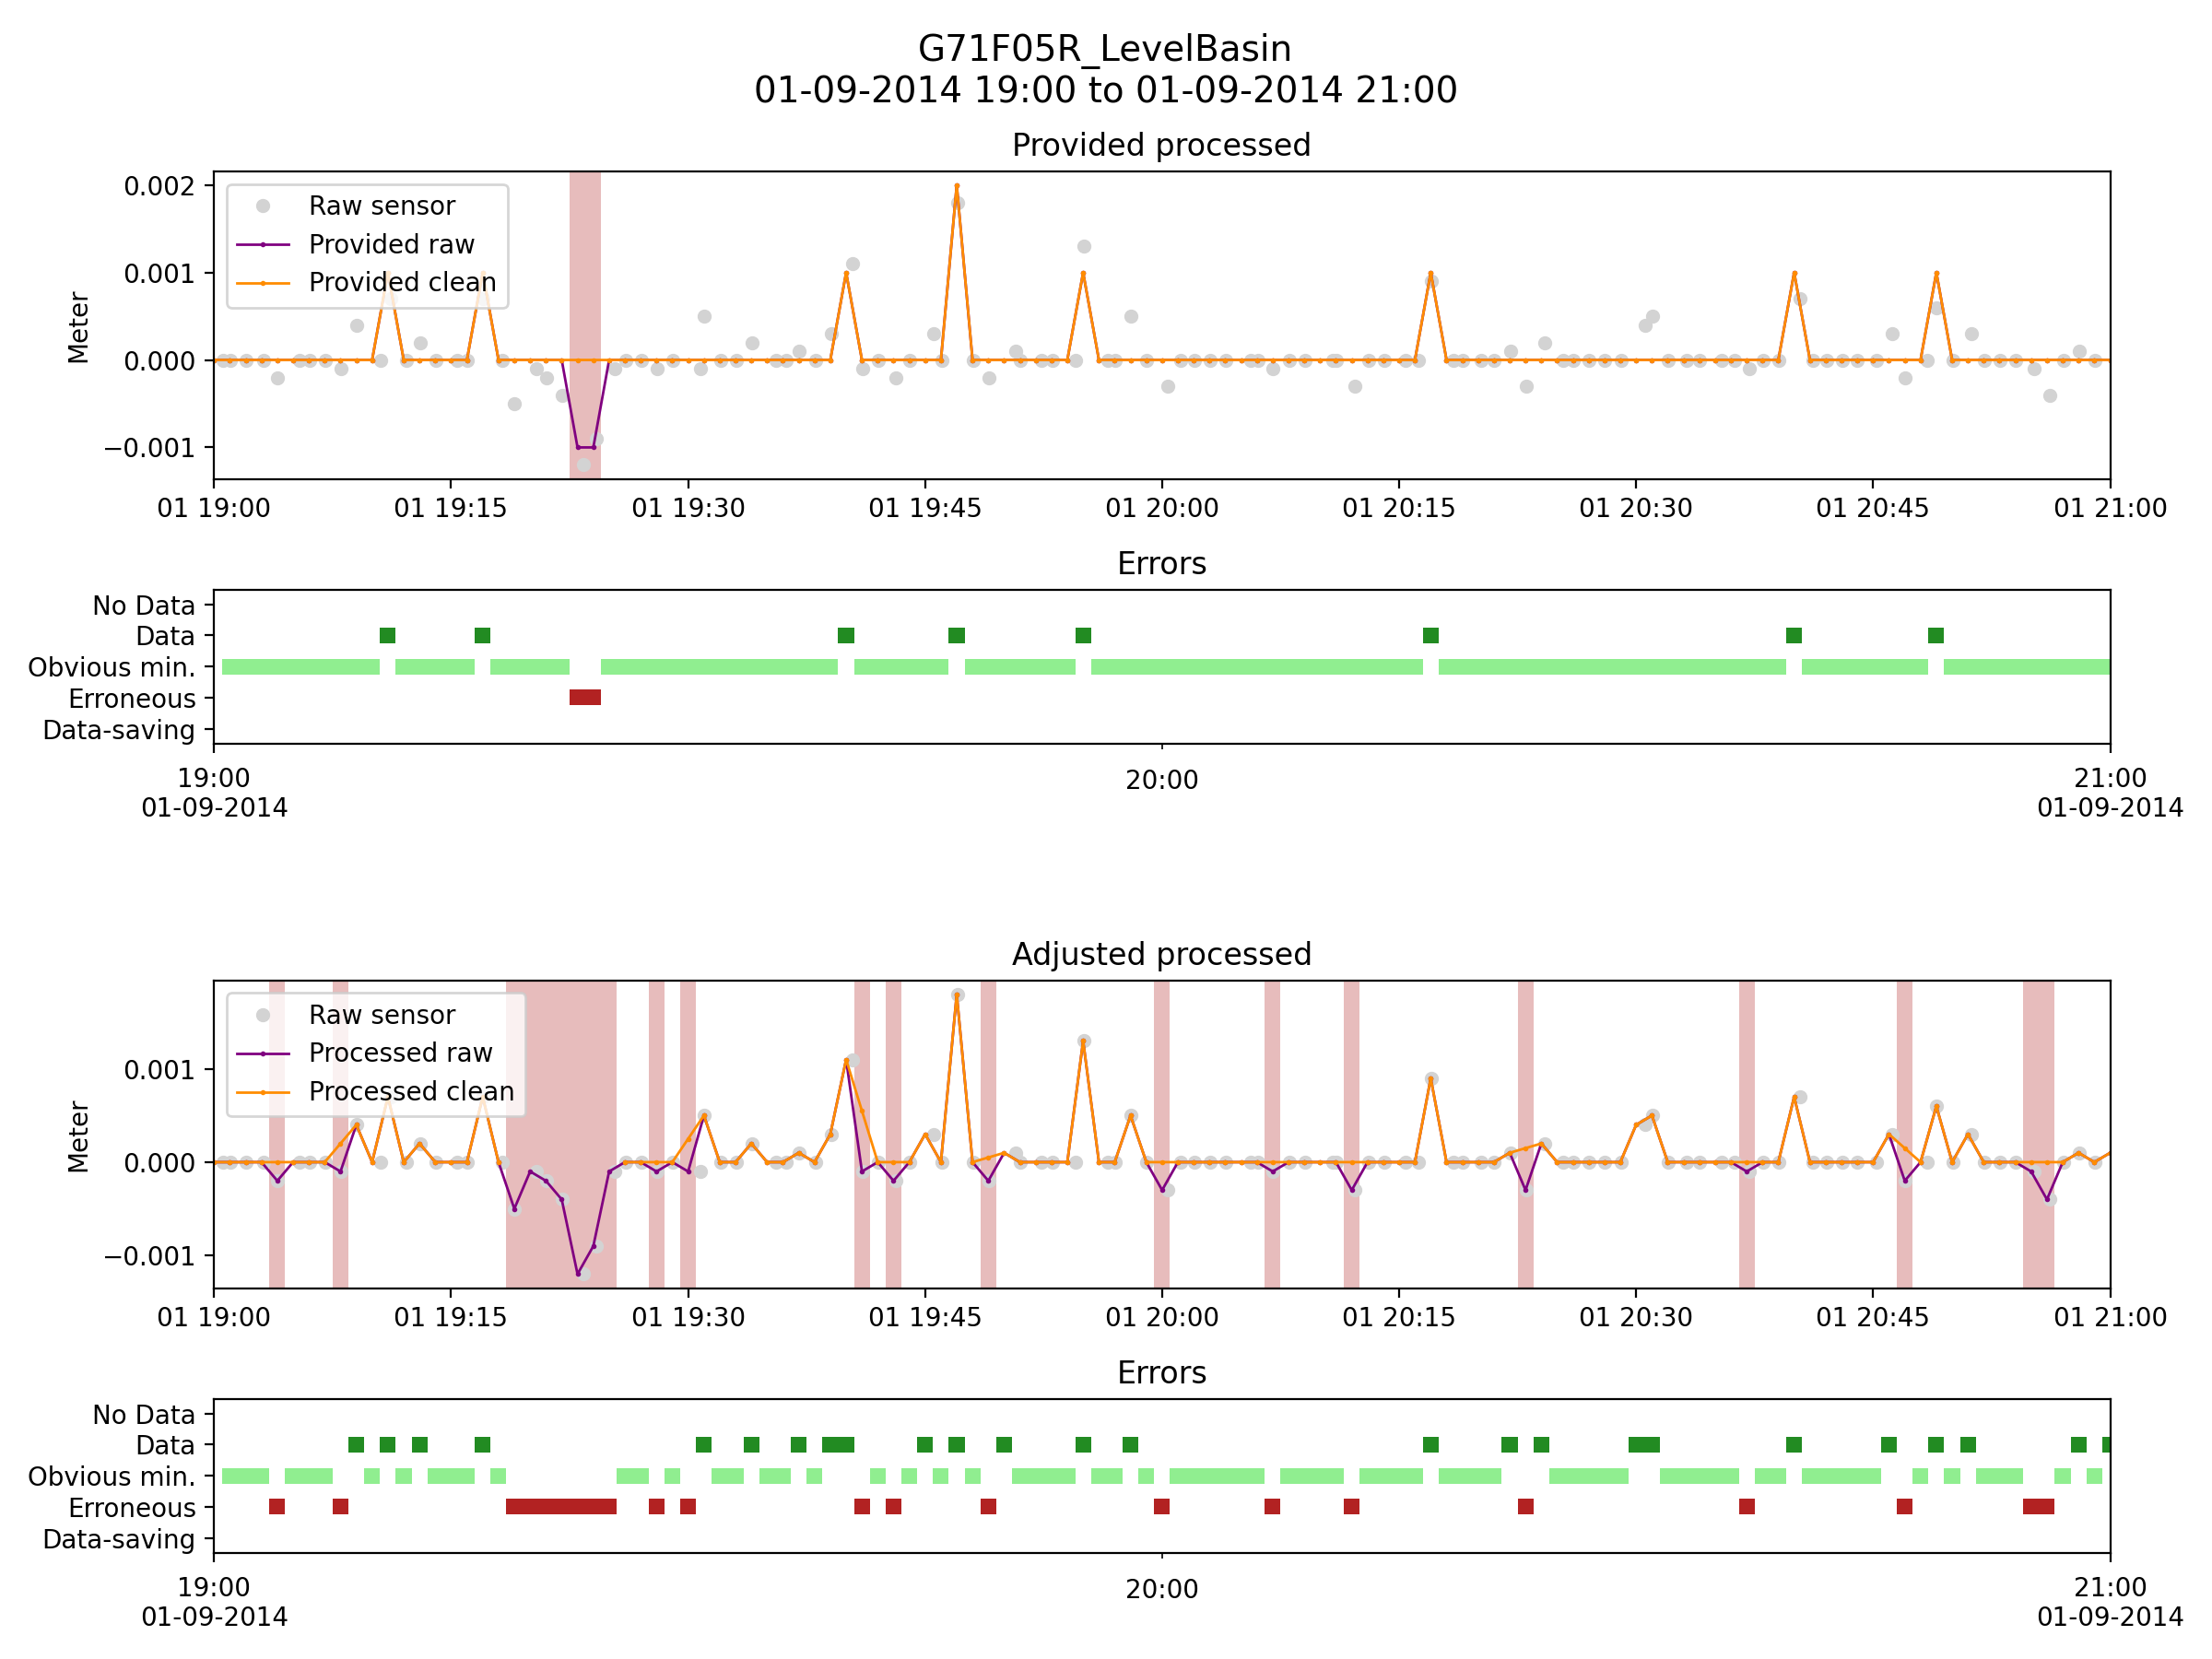 G71F05R_LevelBasin
01-09-2014 19:00 to 01-09-2014 21:00
Provided processed
Meter
0.002
0.001
0.000
−0.001
Raw sensor
Provided raw
Provided clean
01 19:00 01 19:15 01 19:30 01 19:45 01 20:00 01 20:15 01 20:30 01 20:45 01 21:00
Errors
No Data
Data
Obvious min.
Erroneous
Data-saving
19:00 20:00 21:00
01-09-2014 01-09-2014
Adjusted processed
Meter
0.001
0.000
−0.001
Raw sensor
Processed raw
Processed clean
01 19:00 01 19:15 01 19:30 01 19:45 01 20:00 01 20:15 01 20:30 01 20:45 01 21:00
Errors
No Data
Data
Obvious min.
Erroneous
Data-saving
19:00 20:00 21:00
01-09-2014 01-09-2014